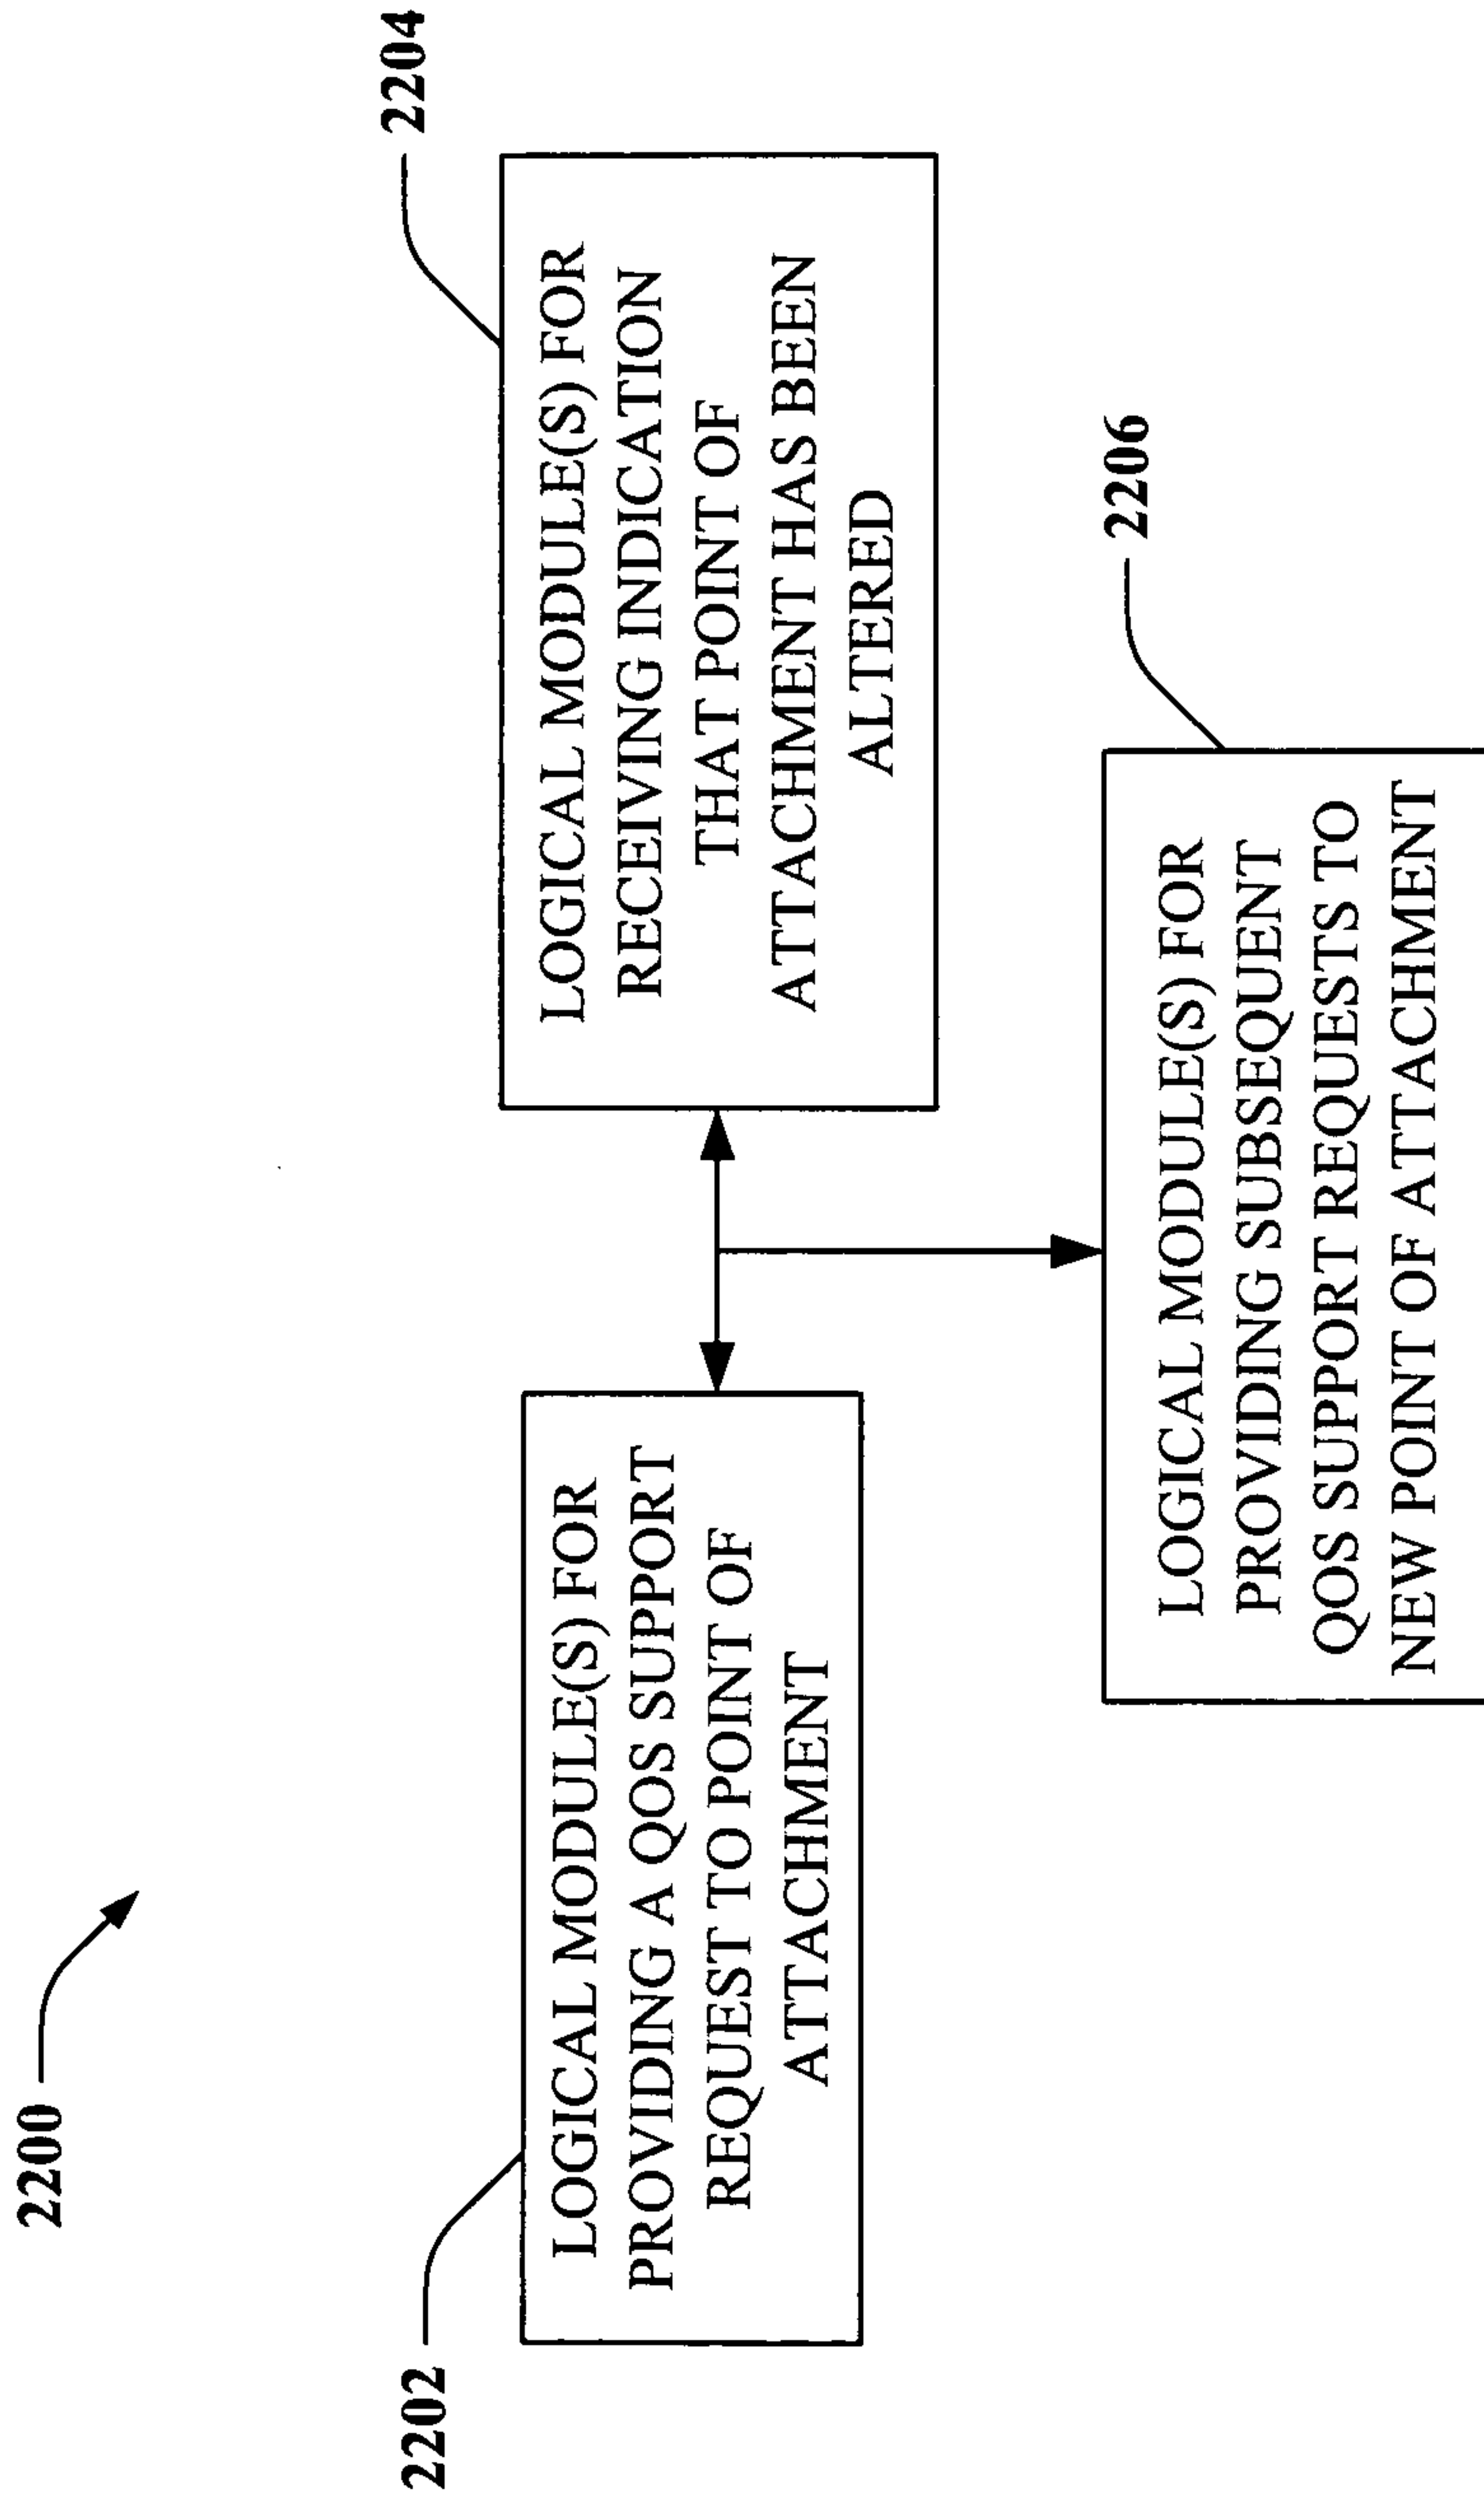 2200
2202
LOGICAL MODULE(S) FOR
PROVIDING A QOS SUPPORT
REQUEST TO POINT OF
ATTACHMENT
2204
LOGICAL MODULE(S) FOR
RECEIVING INDICATION
THAT POINT OF
ATTACHMENT HAS BEEN
ALTERED
2206
LOGICAL MODULE(S) FOR
PROVIDING SUBSEQUENT
QOS SUPPORT REQUESTS TO
NEW POINT OF ATTACHMENT